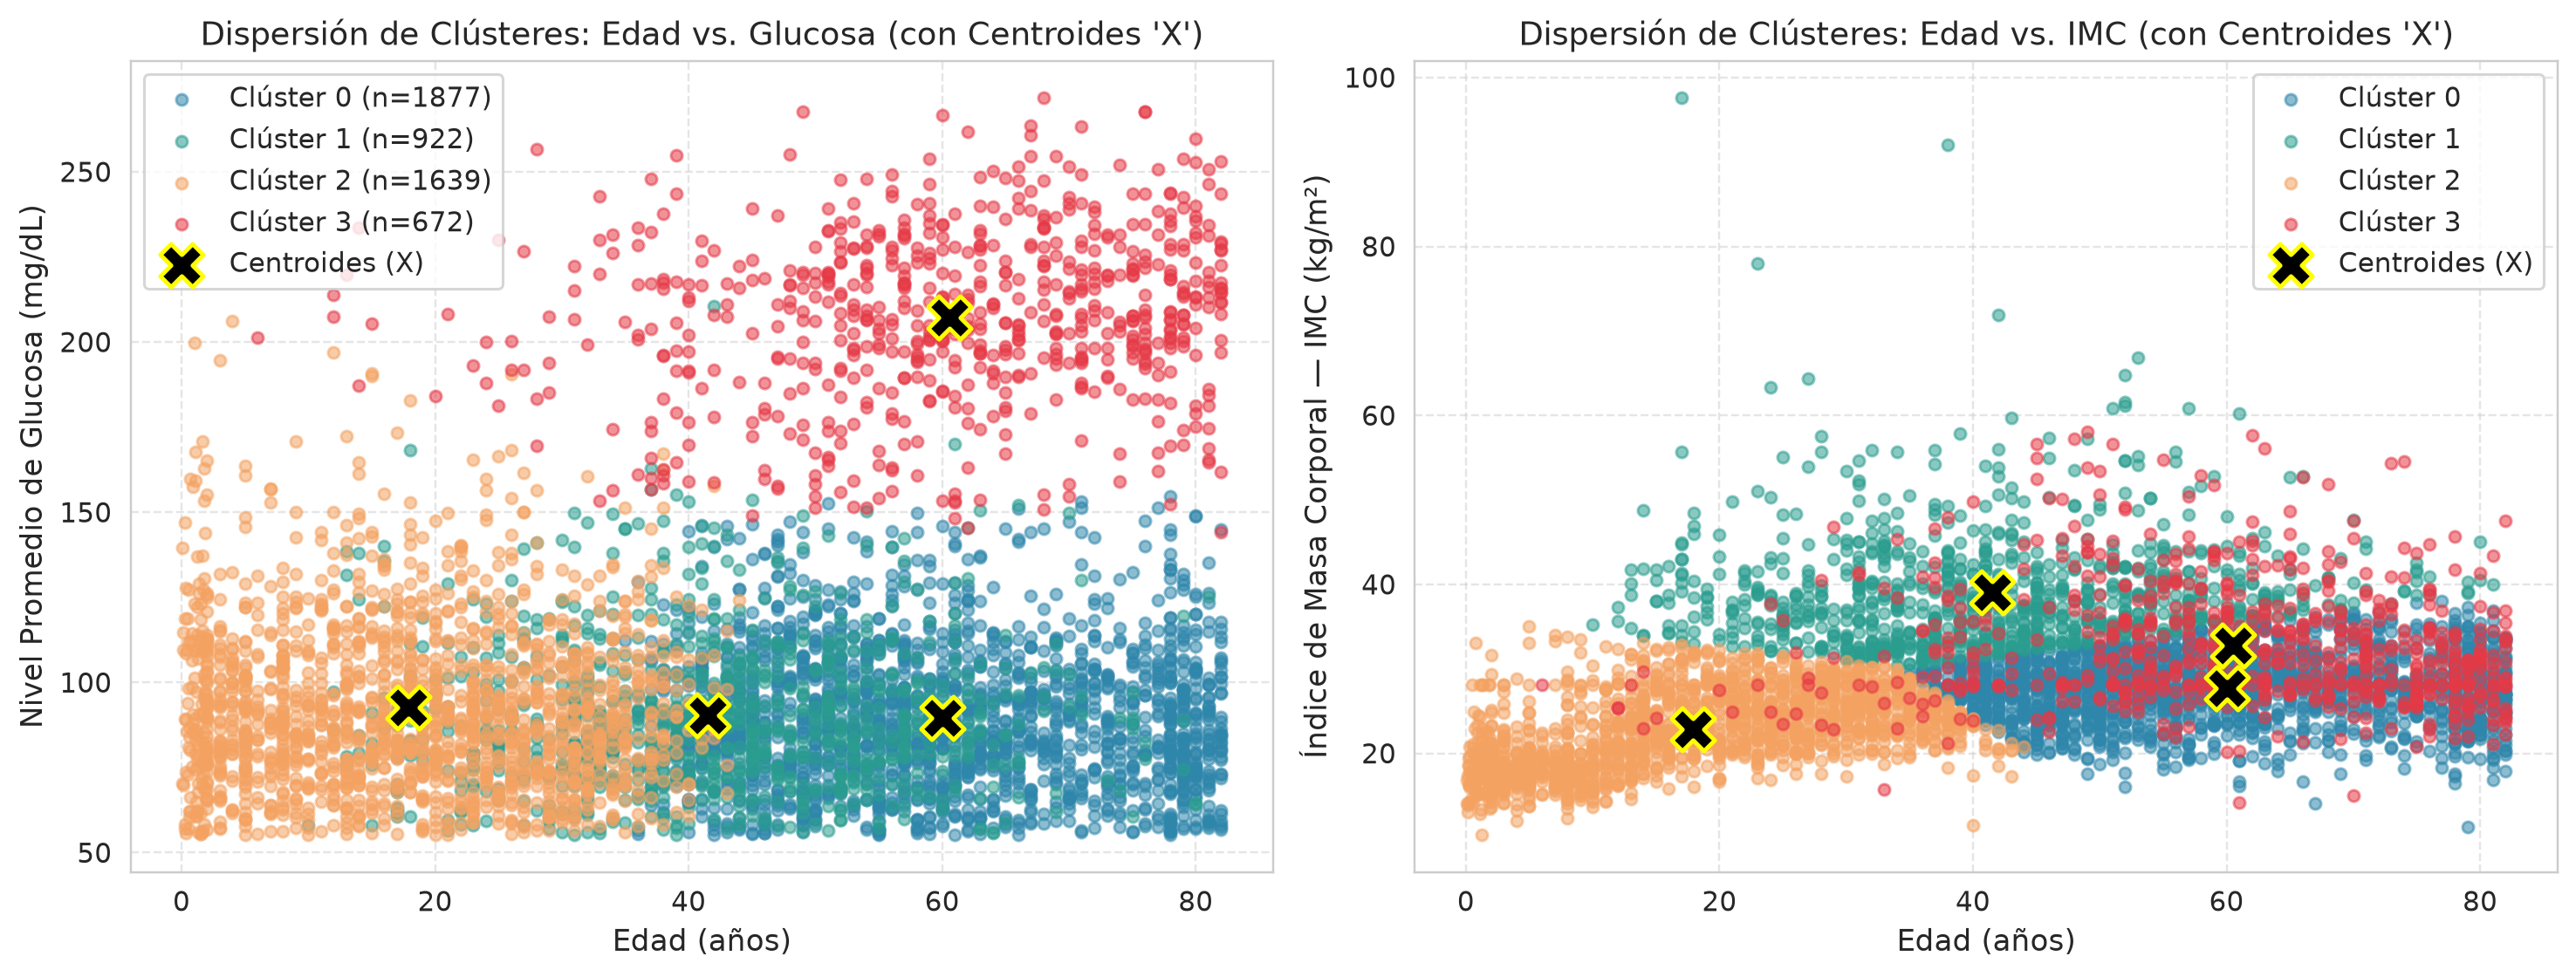 Dispersión de Clústeres: Edad vs. Glucosa (con Centroides 'X')
Clúster 0 (n=1877)
Clúster 1 (n=922)
Clúster 2 (n=1639)
Clúster 3 (n=672)
Centroides (X)
Nivel Promedio de Glucosa (mg/dL)
250
200
150
100
50
0
20
40
60
80
Edad (años)
Dispersión de Clústeres: Edad vs. IMC (con Centroides 'X')
Clúster 0
Clúster 1
Clúster 2
Clúster 3
Centroides (X)
Índice de Masa Corporal — IMC (kg/m²)
100
80
60
40
20
0
20
40
60
80
Edad (años)